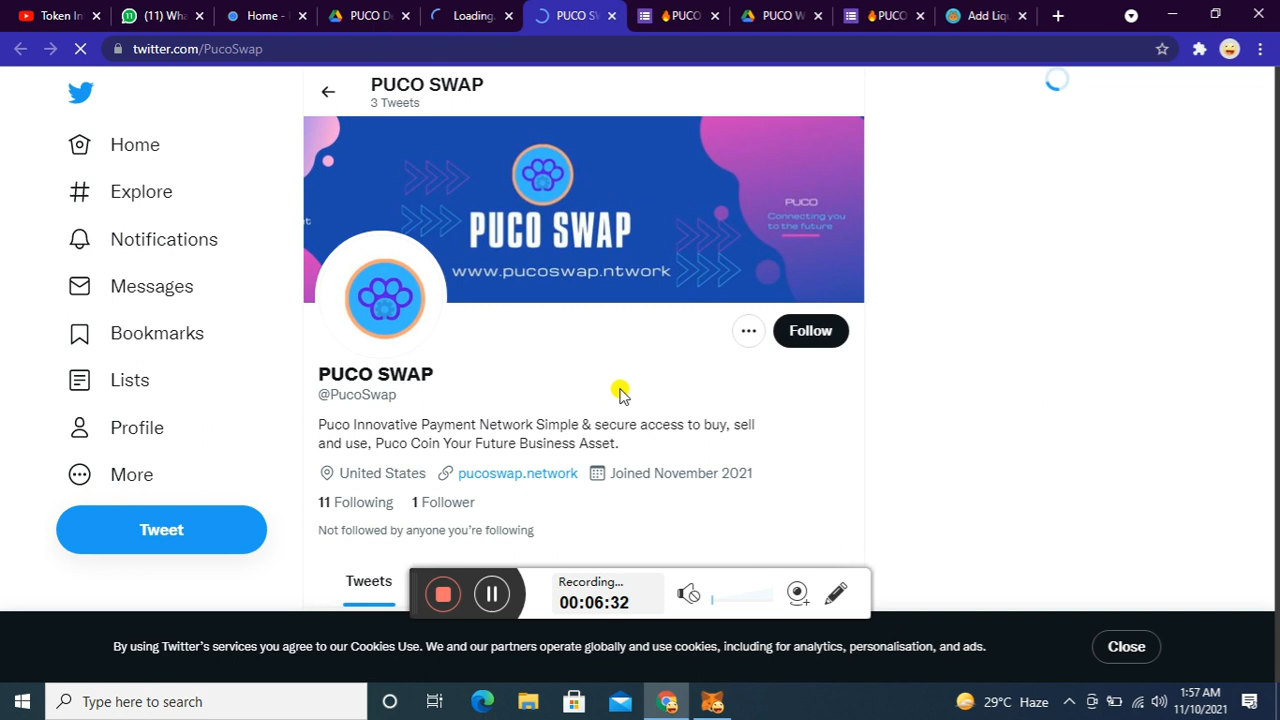 Token In
(11) Wha
Home -
PUCO De
Loading.
PUCO SW
PUCO
PUCO W
PUCO
Add Liqu
twitter.com/PucoSwap
PUCO SWAP
3 Tweets
Home
Explore
Notifications
Messages
Bookmarks
Lists
Profile
More
Tweet
et
PUCO SWAP
www.pucoswap.ntwork
PUCO
Connecting you
to the future
Follow
PUCO SWAP
@PucoSwap
Puco Innovative Payment Network Simple & secure access to buy, sell
and use, Puco Coin Your Future Business Asset.
United States pucoswap.network Joined November 2021
11 Following 1 Follower
Not followed by anyone you're following
Tweets
Recording...
00:06:32
By using Twitter's services you agree to our Cookies Use. We and our partners operate globally and use cookies, including for analytics, personalisation, and ads.
Close
Type here to search
29°C Haze
1:57 AM
11/10/2021